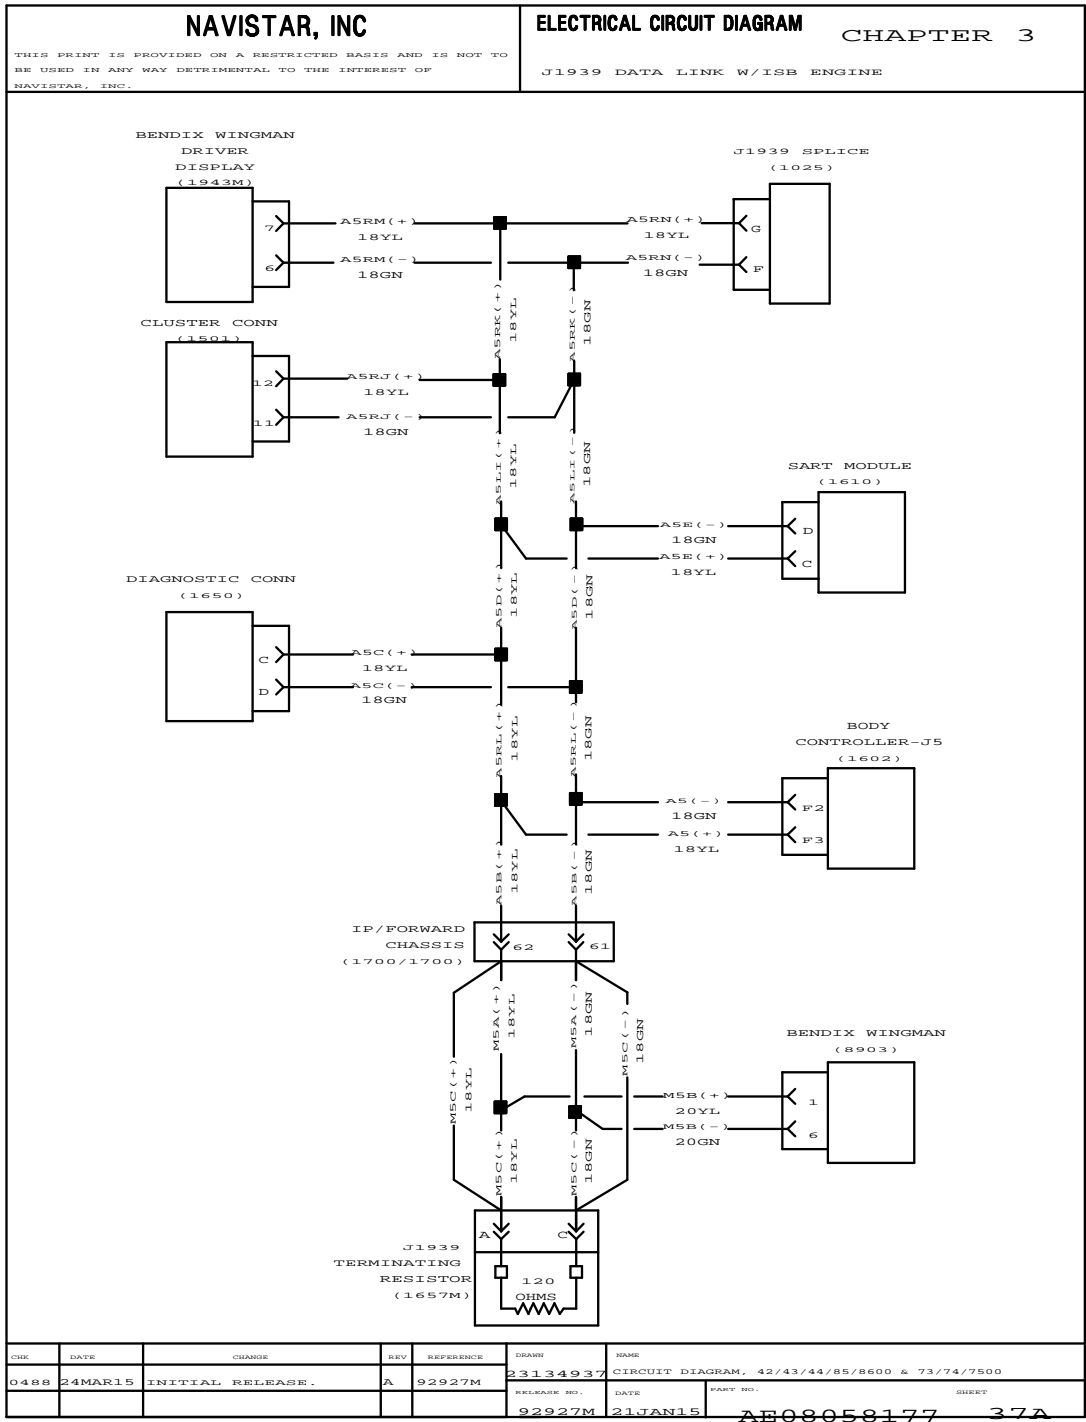 NAVISTAR, INC
THIS PRINT IS PROVIDED ON A RESTRICTED BASIS AND IS NOT TO
BE USED IN ANY WAY DETRIMENTAL TO THE INTEREST OF
NAVISTAR, INC.
ELECTRICAL CIRCUIT DIAGRAM
CHAPTER 3
J1939 DATA LINK W/ISB ENGINE
BENDIX WINGMAN
DRIVER
DISPLAY
(1943M)
7
6
A5RM(+)
18YL
A5RM(-)
18GN
J1939 SPLICE
(1025)
A5RN(+)
18YL
A5RN(-)
18GN
G
F
A5RK(+)
18YL
A5RK(-)
18GN
CLUSTER CONN
(1501)
12
11
A5RJ(+)
18YL
A5RJ(-)
18GN
A5LI(+
18YL
A5LI(-)
18GN
SART MODULE
(1610)
A5E(-)
18GN
A5E(+)
18YL
D
C
A5D(+)
18YL
A5D(-)
18GN
DIAGNOSTIC CONN
(1650)
C
D
A5C(+)
18YL
A5C(-)
18GN
A5RL(+)
18YL
A5RL(-)
18GN
BODY
CONTROLLER-J5
(1602)
A5(-)
18GN
A5(+)
18YL
F2
F3
A5B(+)
18YL
A5B(-)
18GN
IP/FORWARD
CHASSIS
(1700/1700)
62
61
M5A(+)
18YL
M5A(-)
18GN
M5C(-)
18GN
M5C(+)
18YL
BENDIX WINGMAN
(8903)
M5B(+)
20YL
M5B(-)
20GN
1
6
M5C(+)
18YL
M5C(-)
18GN
A
C
J1939
TERMINATING
RESISTOR
(1657M)
120
OHMS
CHK DATE CHANGE REV REFERENCE
0488 24MAR15 INITIAL RELEASE. A 92927M
DRAWN
23134937
NAME
CIRCUIT DIAGRAM, 42/43/44/85/8600 & 73/74/7500
RELEASE NO.
92927M
DATE
21JAN15
PART NO.
AE08058177
SHEET
37A